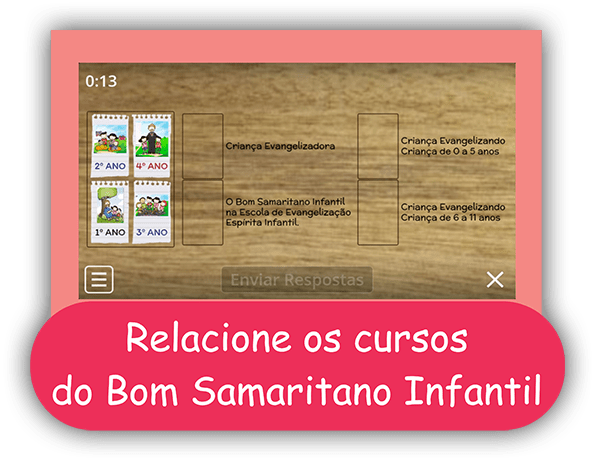 0:13
2º ANO
4º ANO
1º ANO
3º ANO
Criança Evangelizadora
O Bom Samaritano Infantil
na Escola de Evangelização
Espírita Infantil.
Criança Evangelizando
Criança de 0 a 5 anos
Criança Evangelizando
Criança de 6 a 11 anos
Enviar Respostas
Relacione os cursos
do Bom Samaritano Infantil